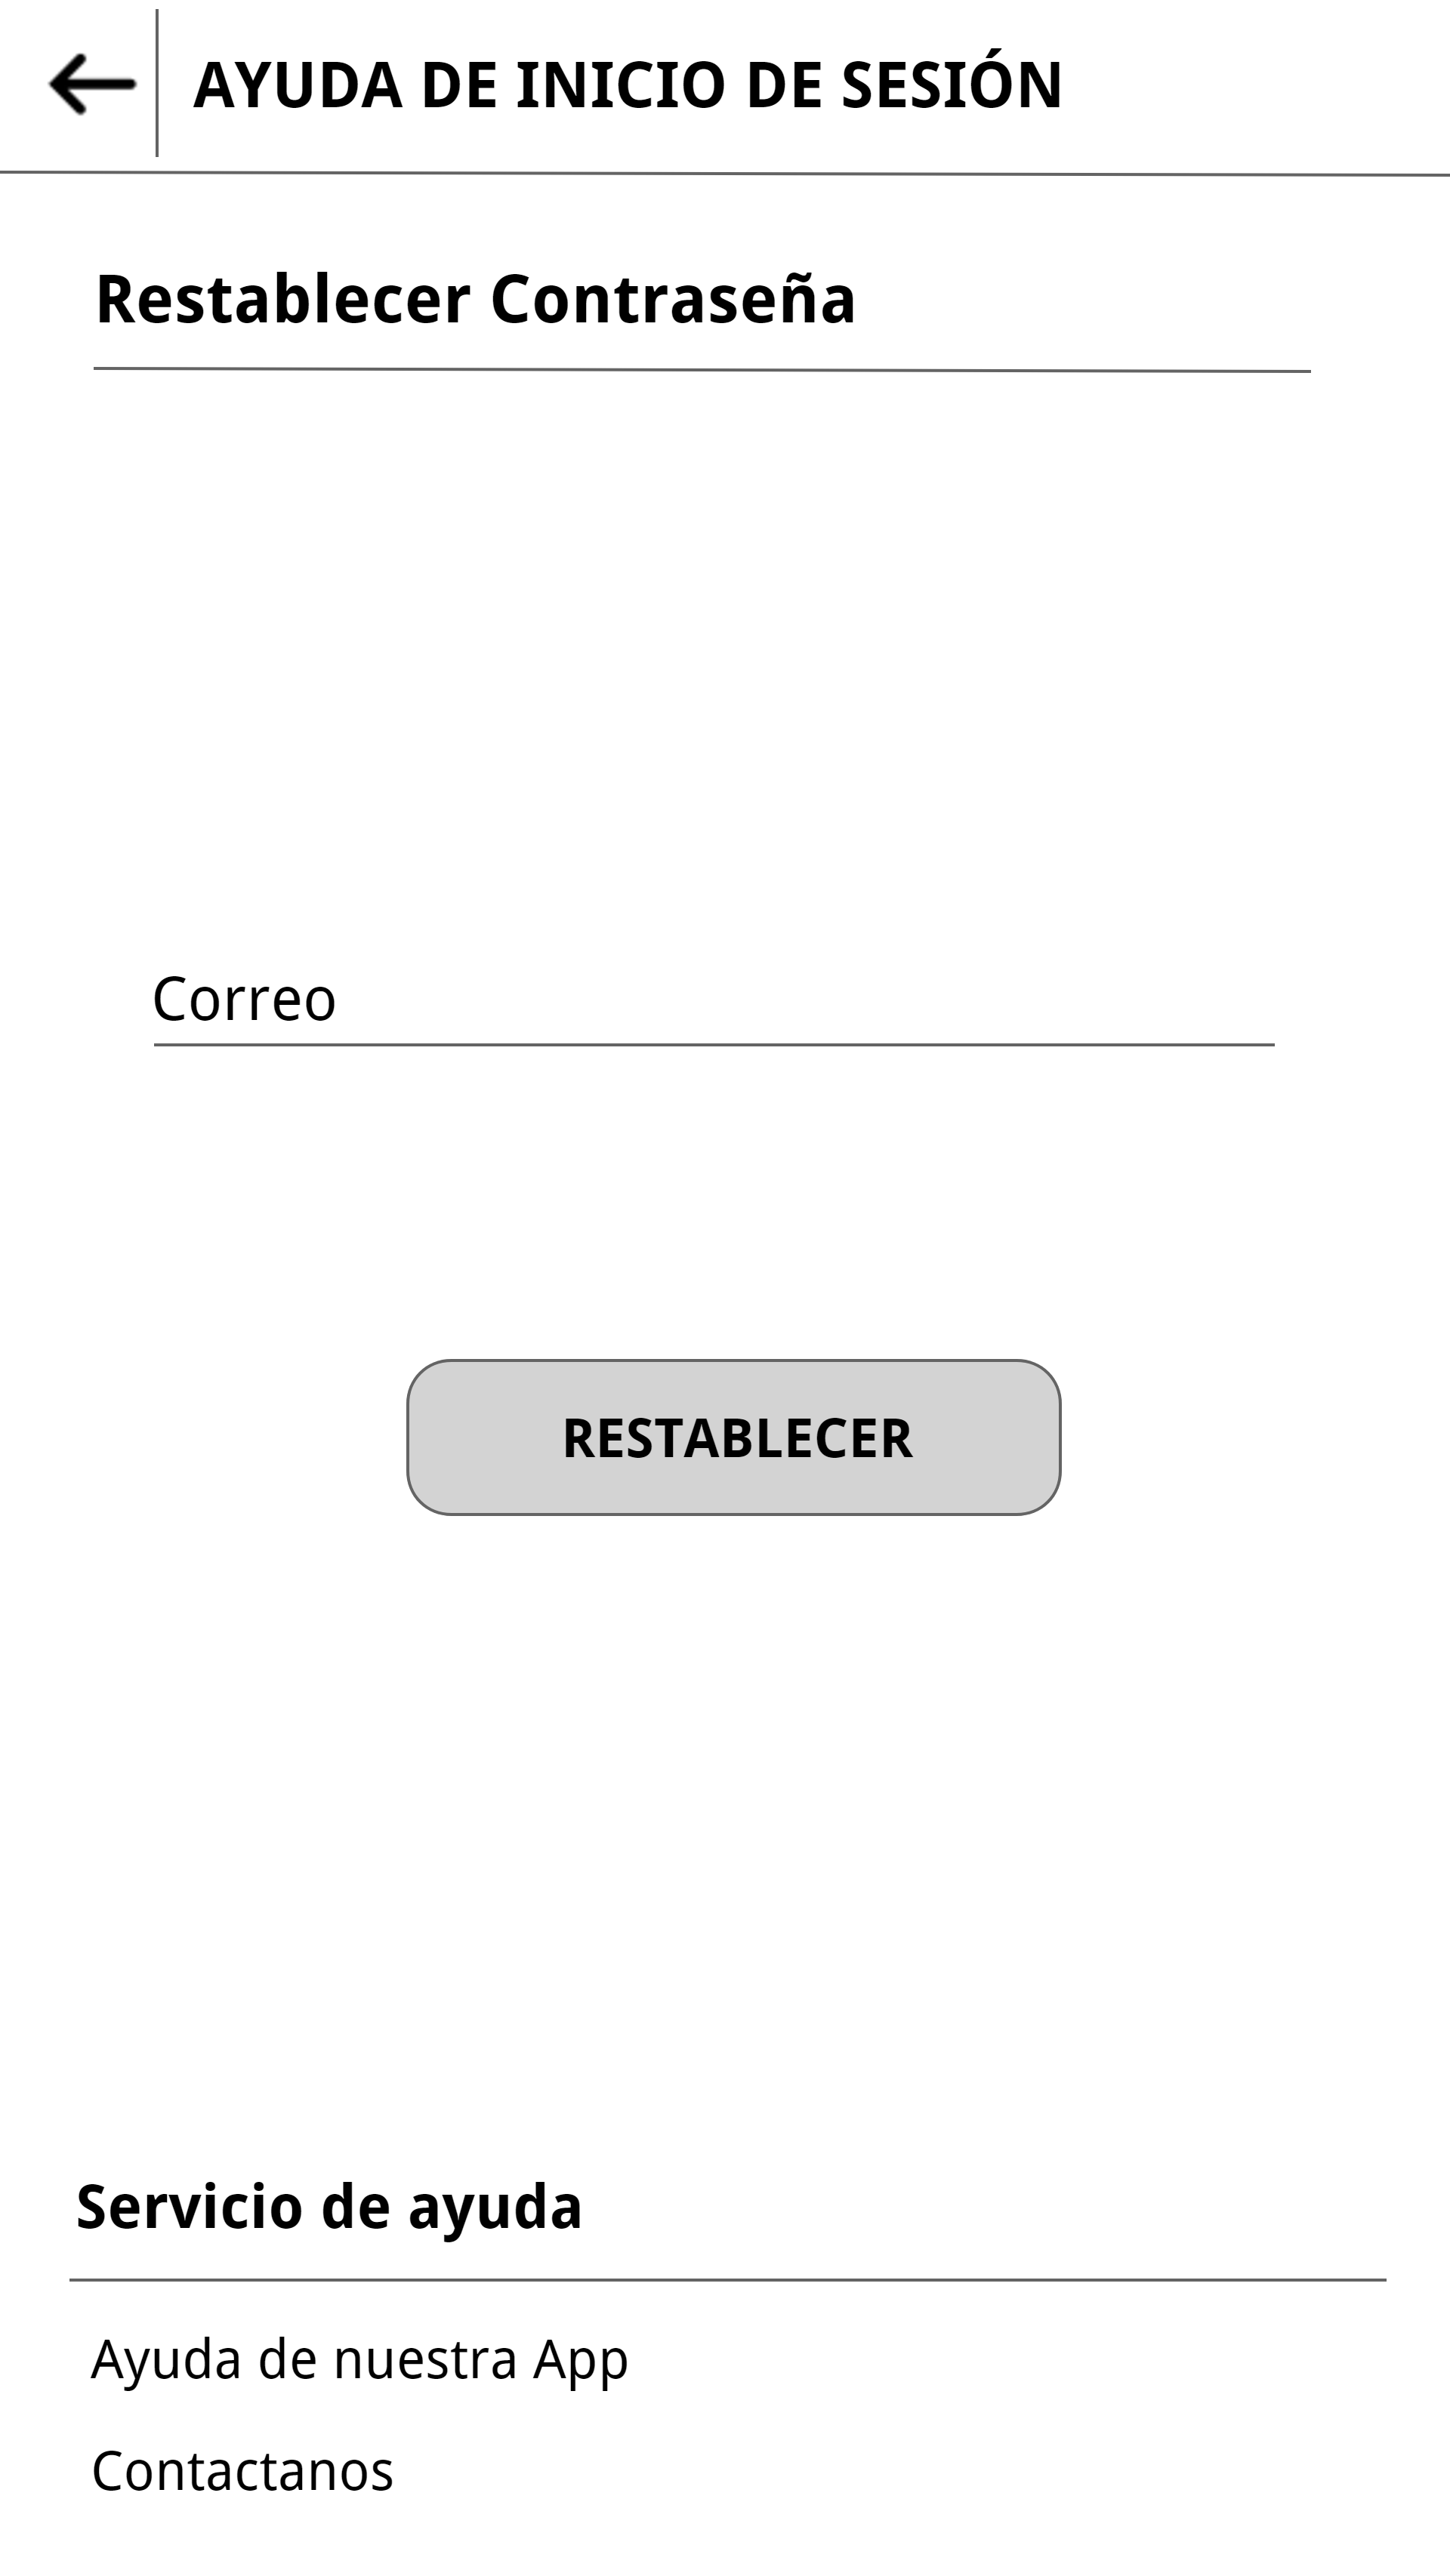 AYUDA DE INICIO DE SESIÓN
Restablecer Contraseña
Correo
RESTABLECER
Servicio de ayuda
Ayuda de nuestra App
Contactanos